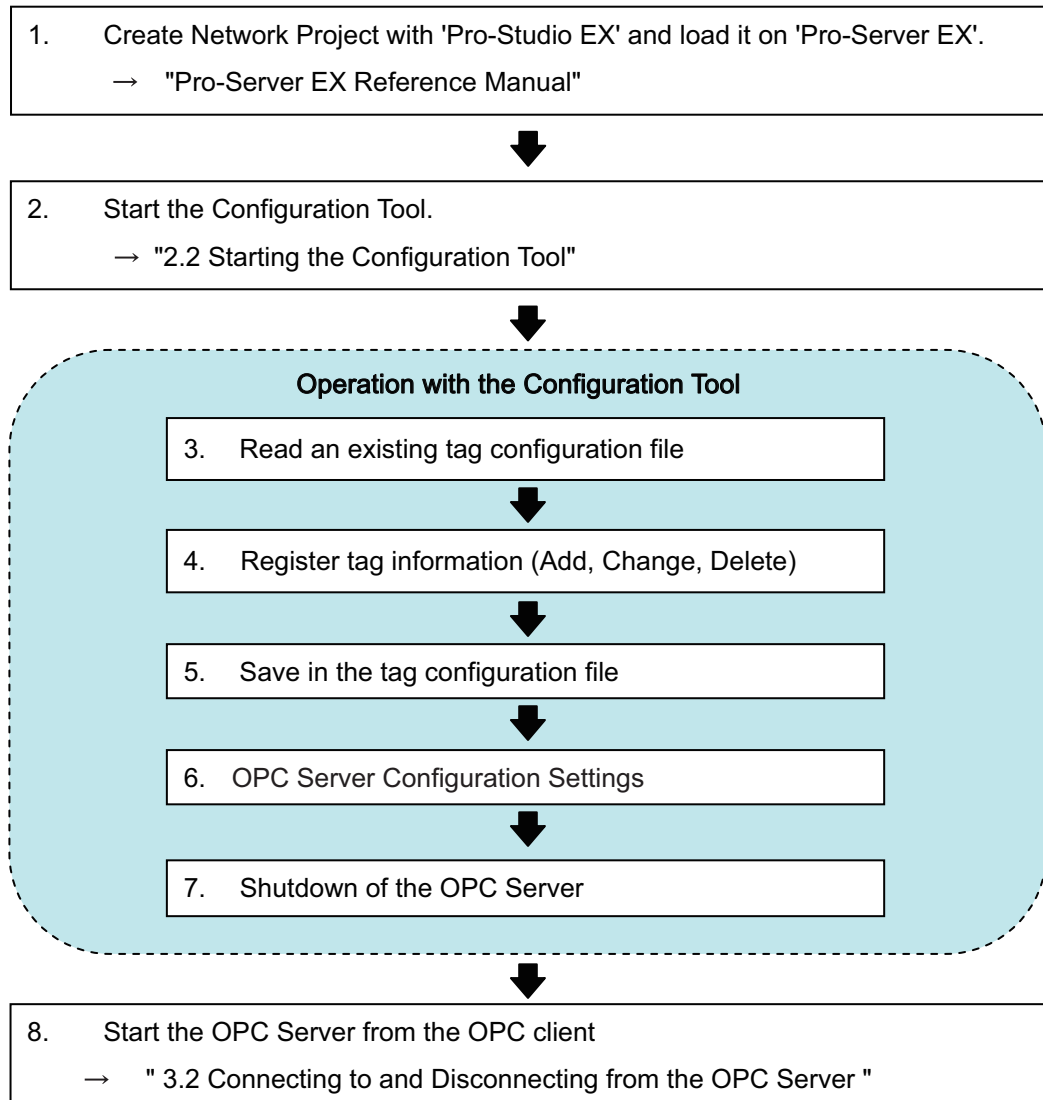 1. Create Network Project with 'Pro-Studio EX' and load it on 'Pro-Server EX'.
→ "Pro-Server EX Reference Manual"
2. Start the Configuration Tool.
→ "2.2 Starting the Configuration Tool"
Operation with the Configuration Tool
3. Read an existing tag configuration file
4. Register tag information (Add, Change, Delete)
5. Save in the tag configuration file
6. OPC Server Configuration Settings
7. Shutdown of the OPC Server
8. Start the OPC Server from the OPC client
→ " 3.2 Connecting to and Disconnecting from the OPC Server "